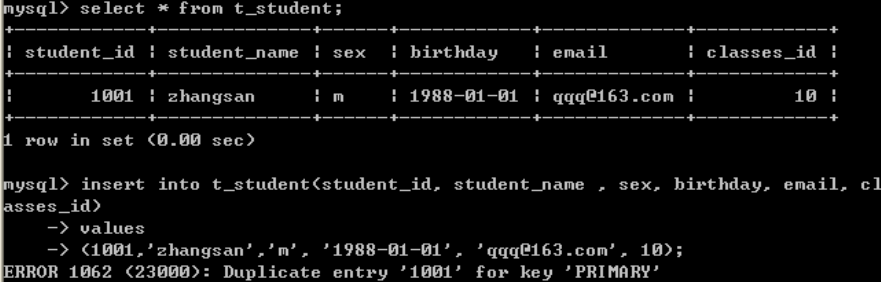 mysql> select * from t_student;
+------------+--------------+------+------------+-------------+------------+
| student_id | student_name | sex  | birthday   | email       | classes_id |
+------------+--------------+------+------------+-------------+------------+
|       1001 | zhangsan     | m    | 1988-01-01 | qqq@163.com |         10 |
+------------+--------------+------+------------+-------------+------------+
1 row in set (0.00 sec)
mysql> insert into t_student(student_id, student_name , sex, birthday, email, cl
asses_id)
    -> values
    -> (1001,'zhangsan','m', '1988-01-01', 'qqq@163.com', 10);
ERROR 1062 (23000): Duplicate entry '1001' for key 'PRIMARY'